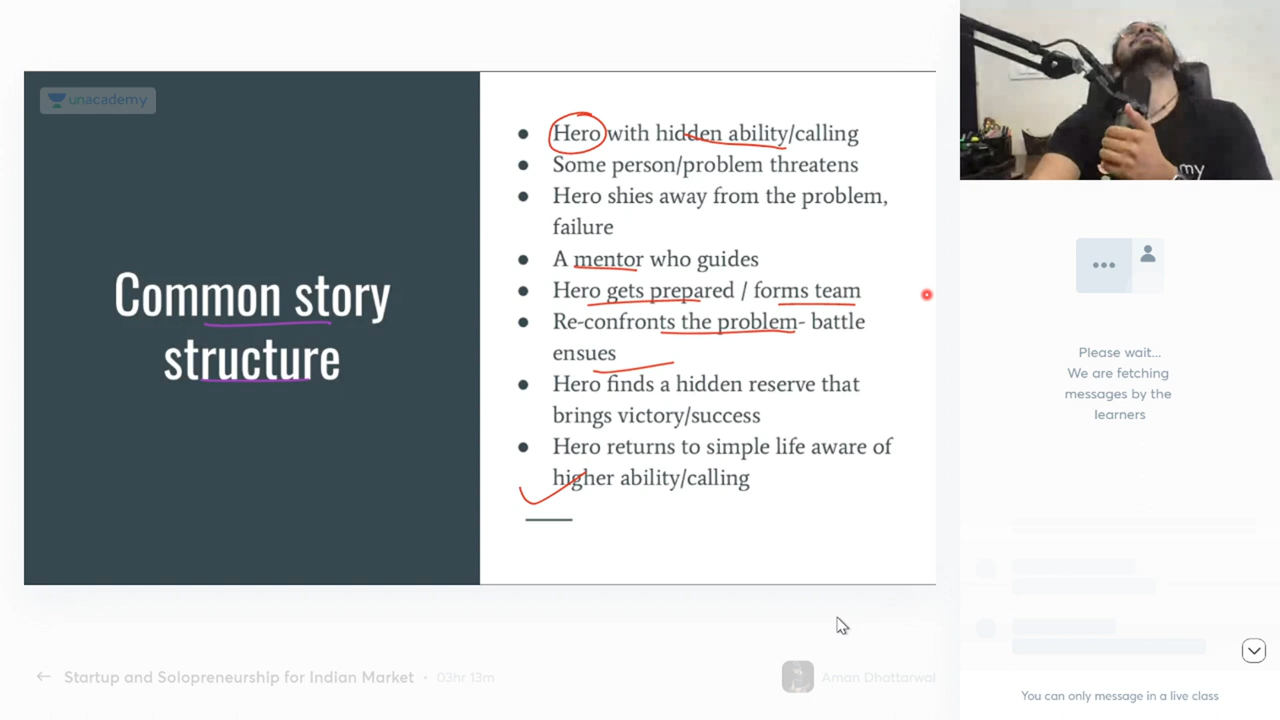 unacademy
Common story
structure
● Hero with hidden ability/calling
● Some person/problem threatens
● Hero shies away from the problem,
failure
● A mentor who guides
● Hero gets prepared / forms team
● Re-confronts the problem- battle
ensues
● Hero finds a hidden reserve that
brings victory/success
● Hero returns to simple life aware of
higher ability/calling
my
Please wait...
We are fetching
messages by the
learners
← Startup and Solopreneurship for Indian Market • 03hr 13m
Aman Dhattarwal
You can only message in a live class